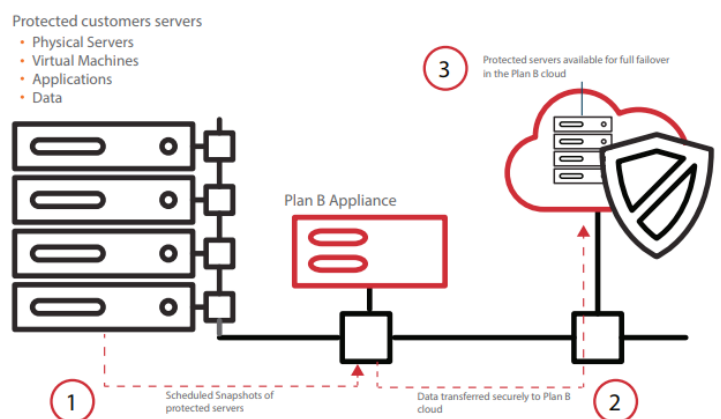 Protected customers servers
• Physical Servers
• Virtual Machines
• Applications
• Data
3
Protected servers available for full failover
in the Plan B cloud
Plan B Appliance
1
Scheduled Snapshots of
protected servers
Data transferred securely to Plan B
cloud
2